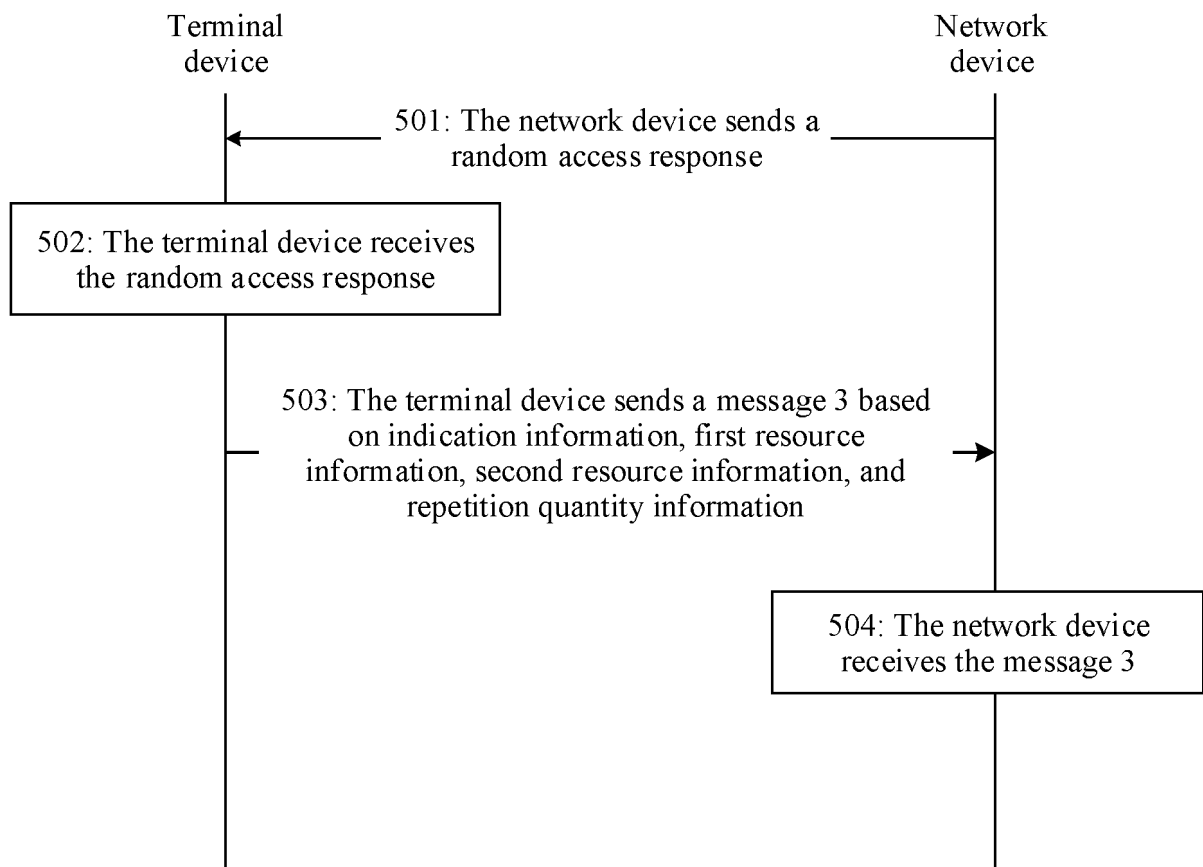 Terminal
device
Network
device
501: The network device sends a
random access response
502: The terminal device receives
the random access response
503: The terminal device sends a message 3 based
on indication information, first resource
information, second resource information, and
repetition quantity information
504: The network device
receives the message 3